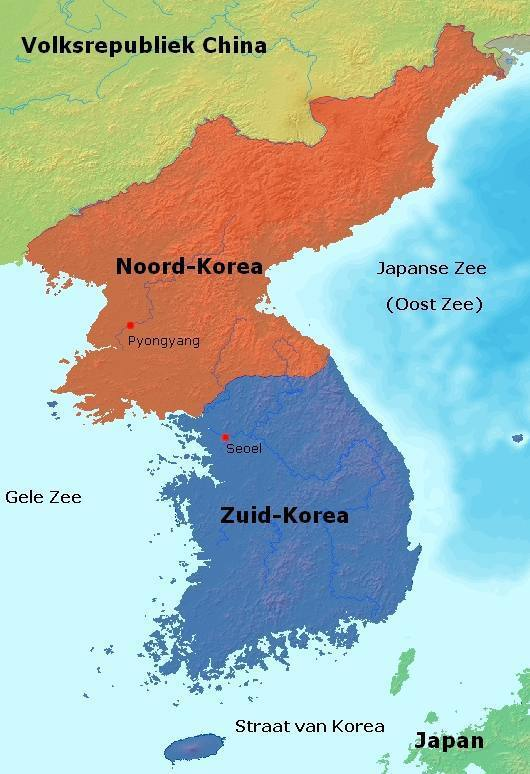 Volksrepubliek China
Noord-Korea
Japanse Zee
(Oost Zee)
Pyongyang
Seoel
Gele Zee
Zuid-Korea
Straat van Korea
Japan